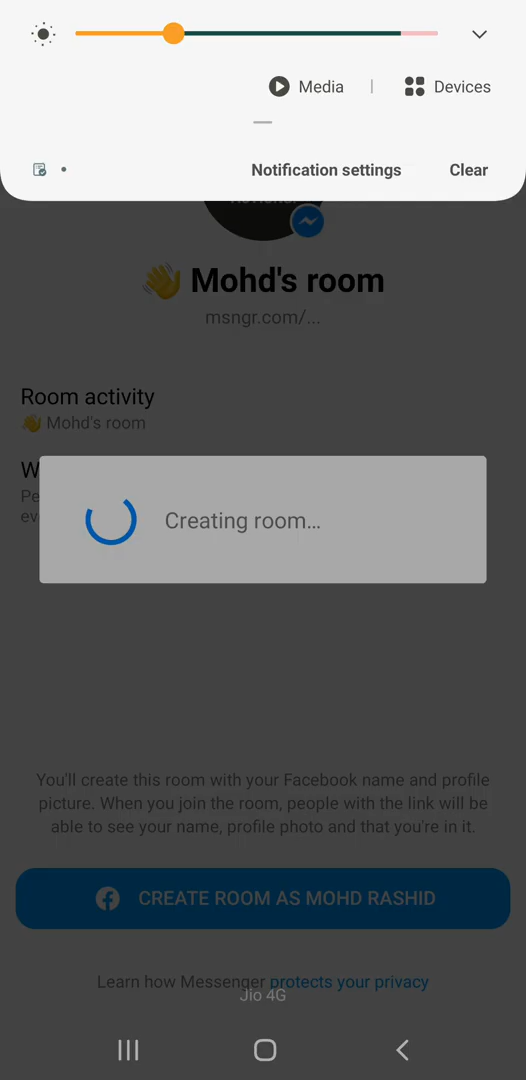 Media | Devices
Notification settings Clear
👋 Mohd's room
msngr.com/...
Room activity
👋 Mohd's room
W
Pe
Creating room...
You'll create this room with your Facebook name and profile
picture. When you join the room, people with the link will be
able to see your name, profile photo and that you're in it.
CREATE ROOM AS MOHD RASHID
Learn how Messenger protects your privacy
Jio 4G